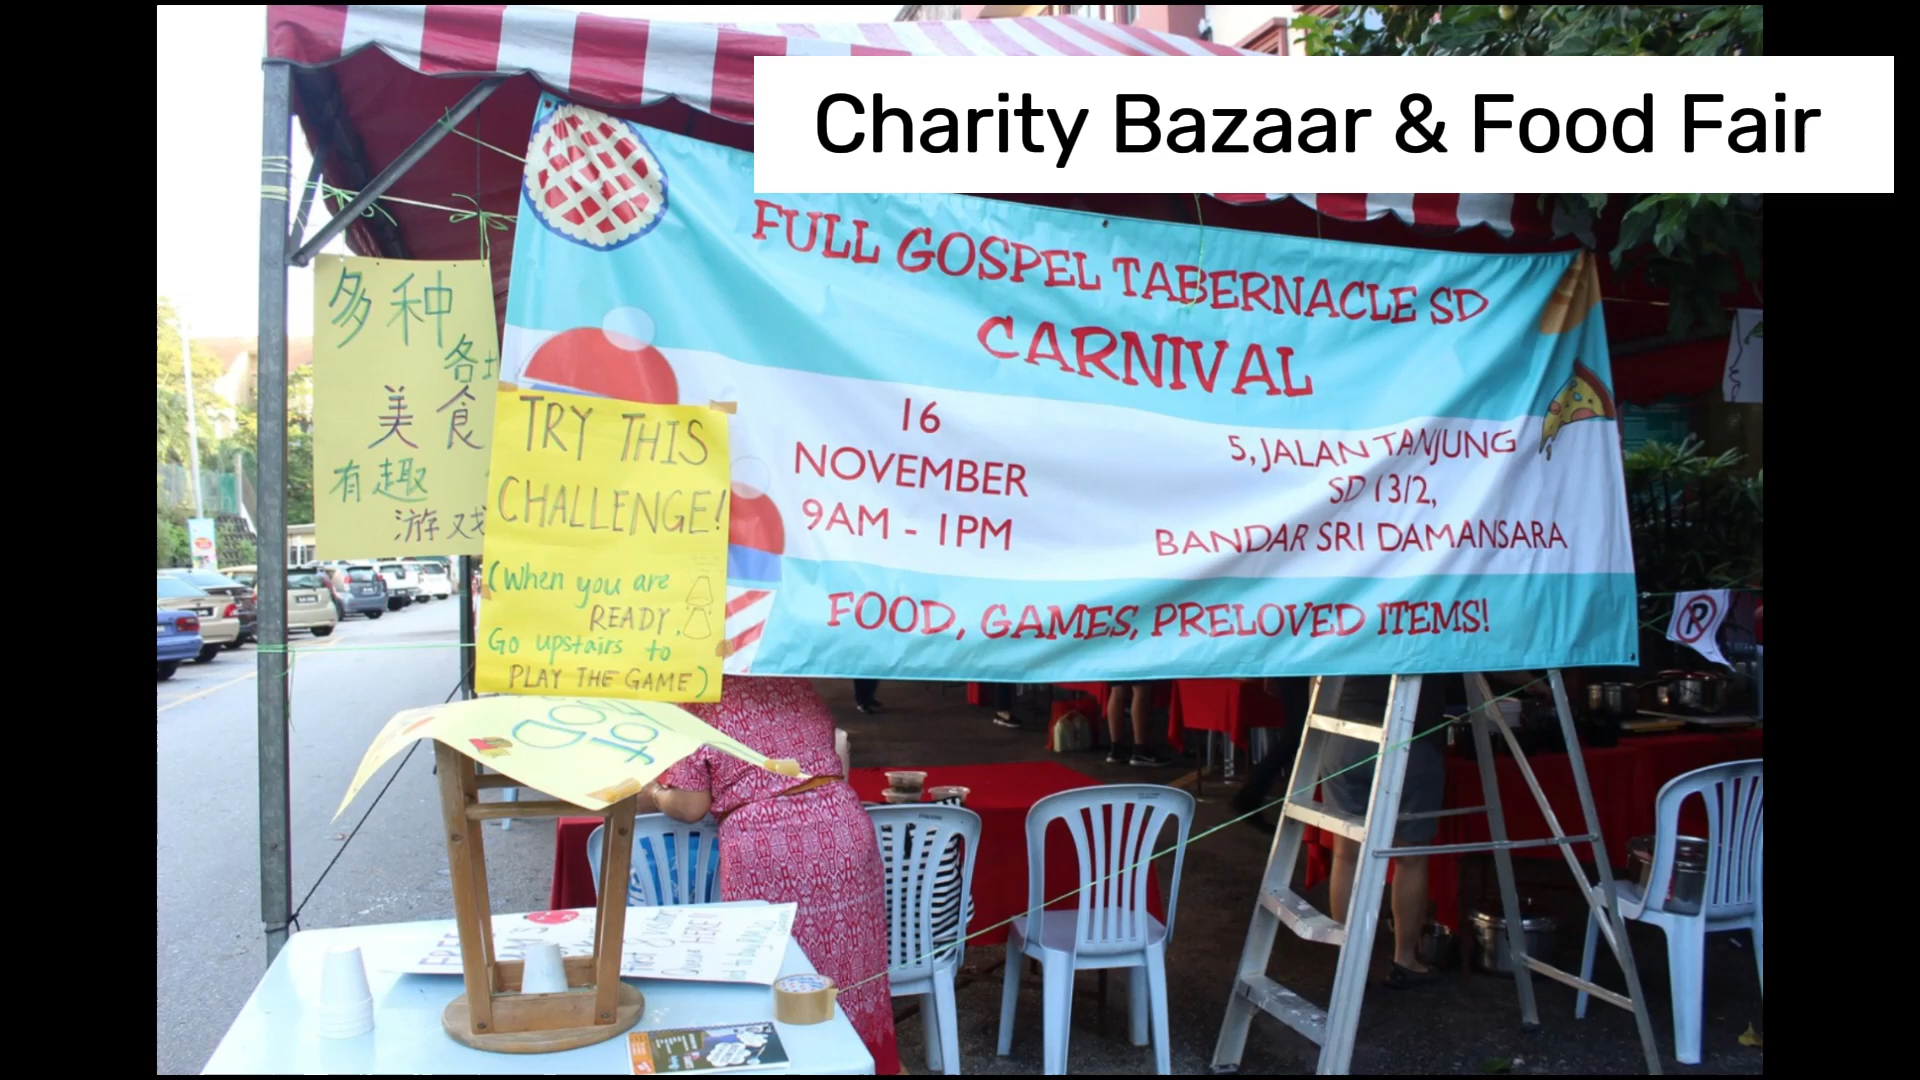 Charity Bazaar & Food Fair
FULL GOSPEL TABERNACLE SD
CARNIVAL
16
NOVEMBER
9AM - 1PM
5, JALAN TANJUNG
SD 13/2,
BANDAR SRI DAMANSARA
FOOD, GAMES, PRELOVED ITEMS!
多种
各地
美食
有趣
游戏
TRY THIS
CHALLENGE!
(When you are
READY,
Go upstairs to
PLAY THE GAME)
HERE!!